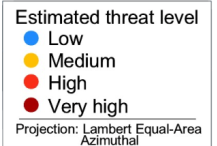 Estimated threat level
Low
Medium
High
Very high
Projection: Lambert Equal-Area
Azimuthal